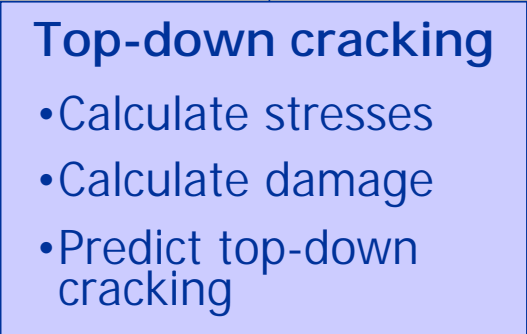 Top-down cracking
•Calculate stresses
•Calculate damage
•Predict top-down
cracking